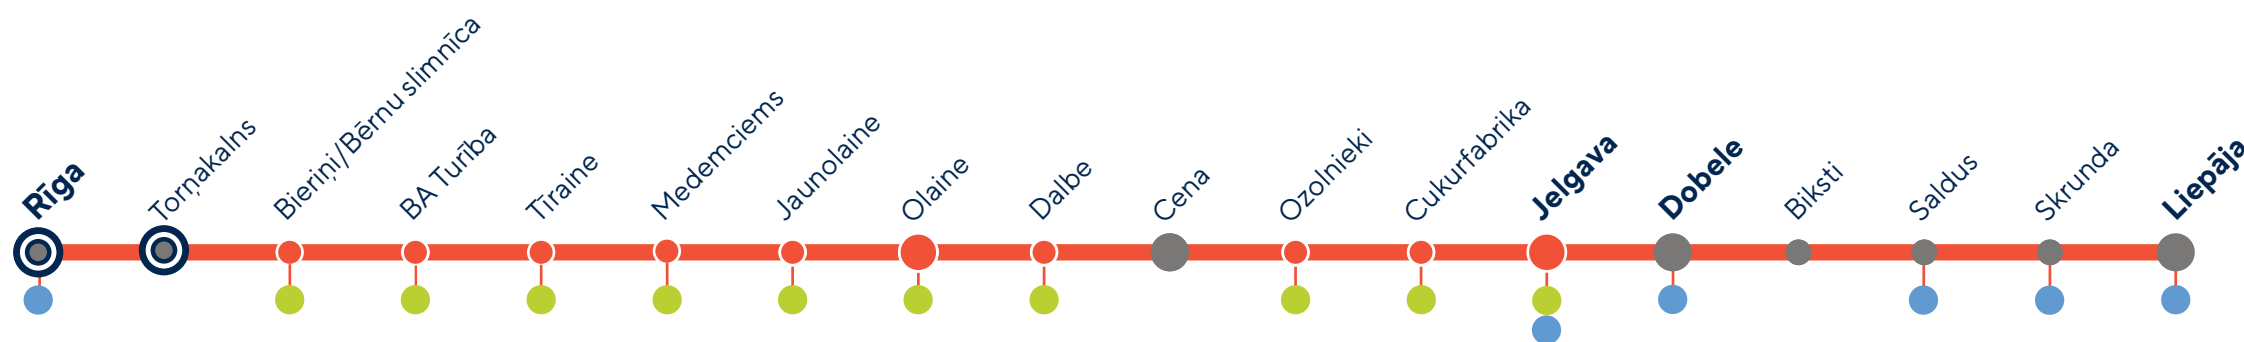 Rīga
Torņakalns
Bieriņi/Bērnu slimnīca
BA Turība
Tīraine
Medemciems
Jaunolaine
Olaine
Dalbe
Cena
Ozolnieki
Cukurfabrika
Jelgava
Dobele
Biksti
Saldus
Skrunda
Liepāja